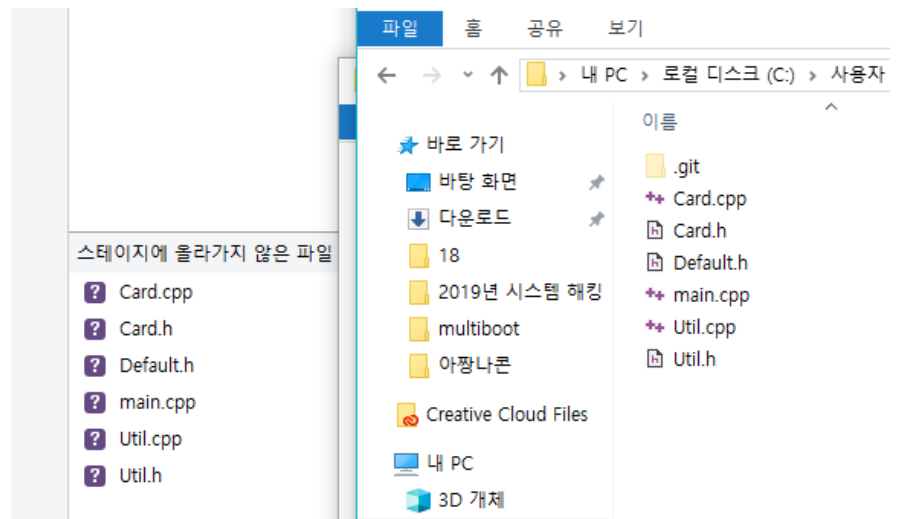 파일 홈 공유 보기
내 PC 로컬 디스크 (C:) 사용자
이름
바로 가기
바탕 화면
다운로드
18
2019년 시스템 해킹
multiboot
아짱나콘
Creative Cloud Files
내 PC
3D 개체
.git
Card.cpp
Card.h
Default.h
main.cpp
Util.cpp
Util.h
스테이지에 올라가지 않은 파일
Card.cpp
Card.h
Default.h
main.cpp
Util.cpp
Util.h